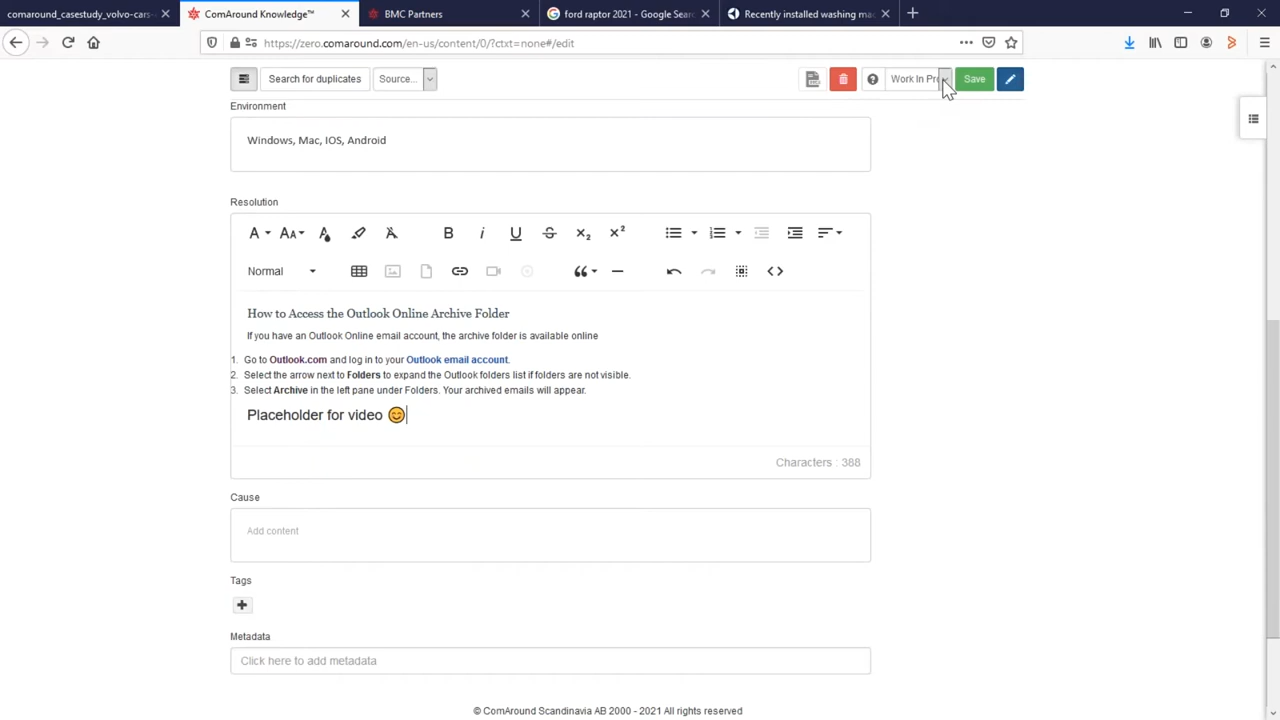 comaround_casestudy_volvo-cars-
ComAround Knowledge™
BMC Partners
ford raptor 2021 - Google Sear
Recently installed washing mac
https://zero.comaround.com/en-us/content/0/?ctxt=none#/edit
Search for duplicates
Source...
Work In Pro
Save
Environment
Windows, Mac, IOS, Android
Resolution
Normal
How to Access the Outlook Online Archive Folder
If you have an Outlook Online email account, the archive folder is available online
1. Go to Outlook.com and log in to your Outlook email account.
2. Select the arrow next to Folders to expand the Outlook folders list if folders are not visible.
3. Select Archive in the left pane under Folders. Your archived emails will appear.
Placeholder for video 😊
Characters : 388
Cause
Add content
Tags
Metadata
Click here to add metadata
© ComAround Scandinavia AB 2000 - 2021 All rights reserved